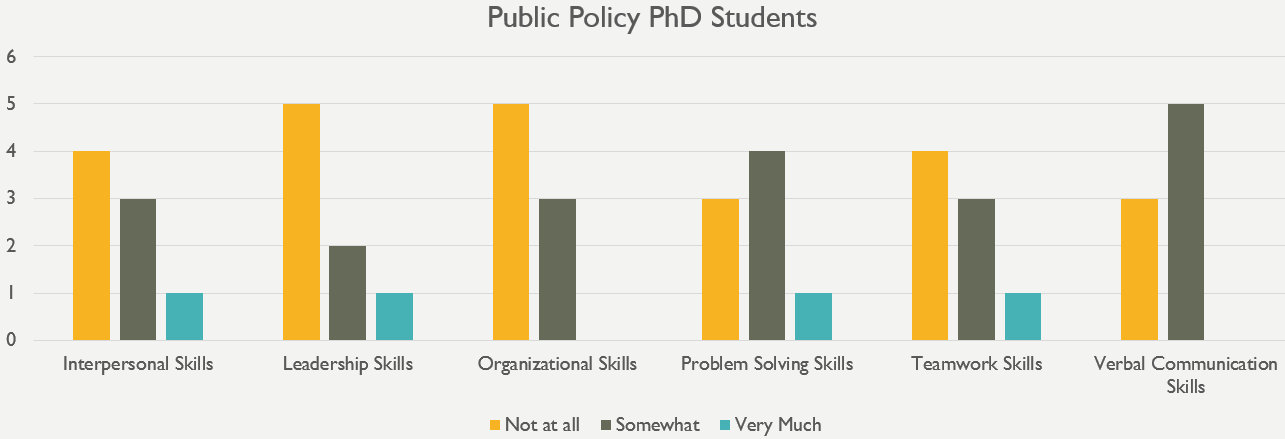 Public Policy PhD Students
6
5
4
3
2
1
0
Interpersonal Skills
Leadership Skills
Organizational Skills
Problem Solving Skills
Teamwork Skills
Verbal Communication
Skills
Not at all
Somewhat
Very Much